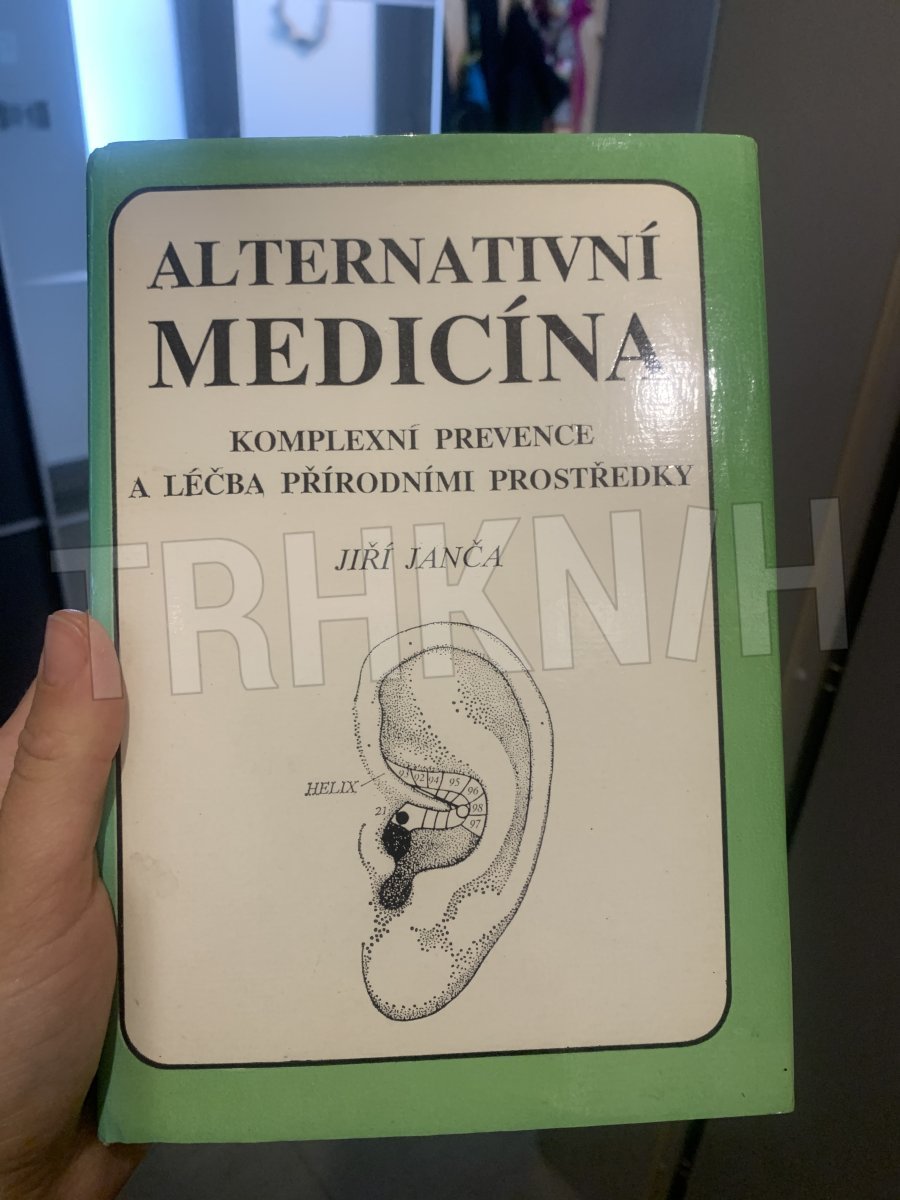 ALTERNATIVNÍ
MEDICÍNA
KOMPLEXNÍ PREVENCE
A LÉČBA PŘÍRODNÍMI PROSTŘEDKY
JIŘÍ JANČA
TRHKNIH
HELIX
91 92 94 95 96 98 97
21